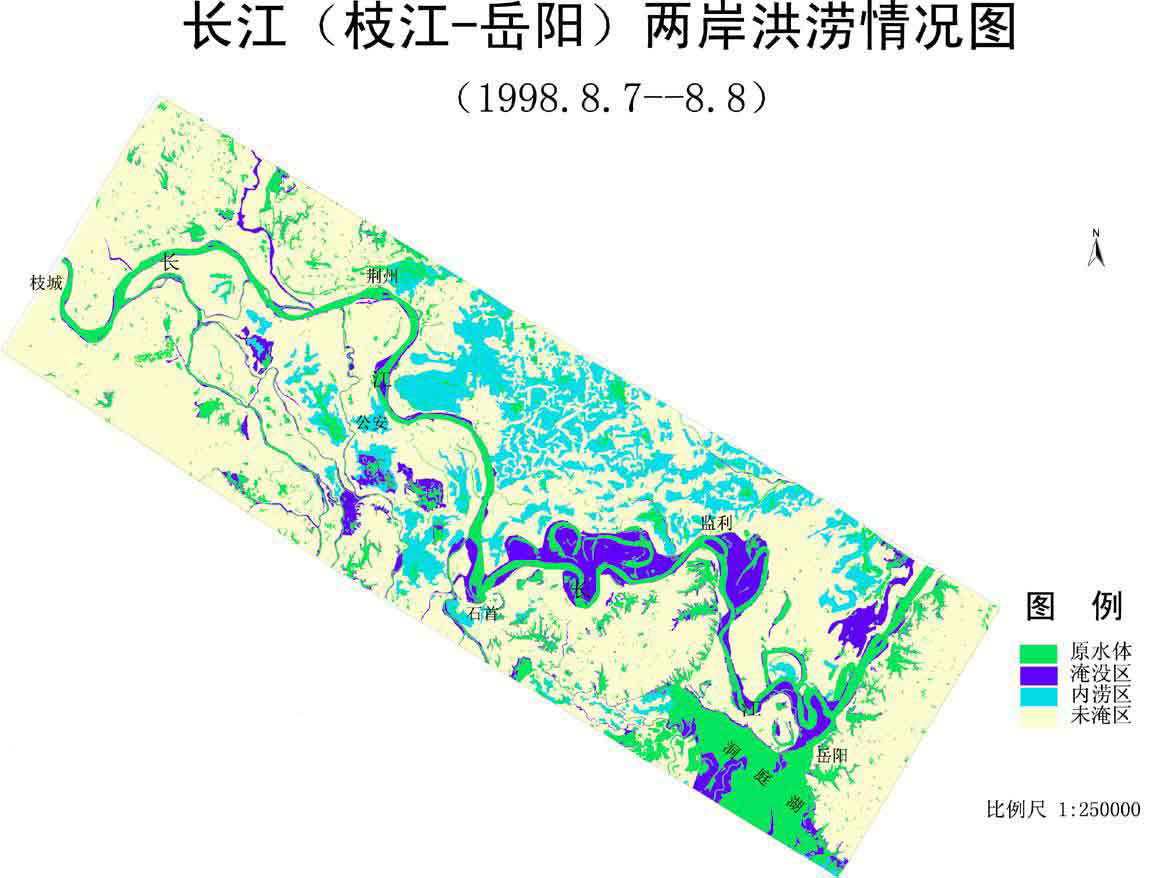 长江（枝江-岳阳）两岸洪涝情况图
（1998.8.7--8.8）
N
长
枝城
荆州
江
公安
监利
长
石首
江
岳阳
洞庭湖
图 例
原水体
淹没区
内涝区
未淹区
比例尺 1:250000